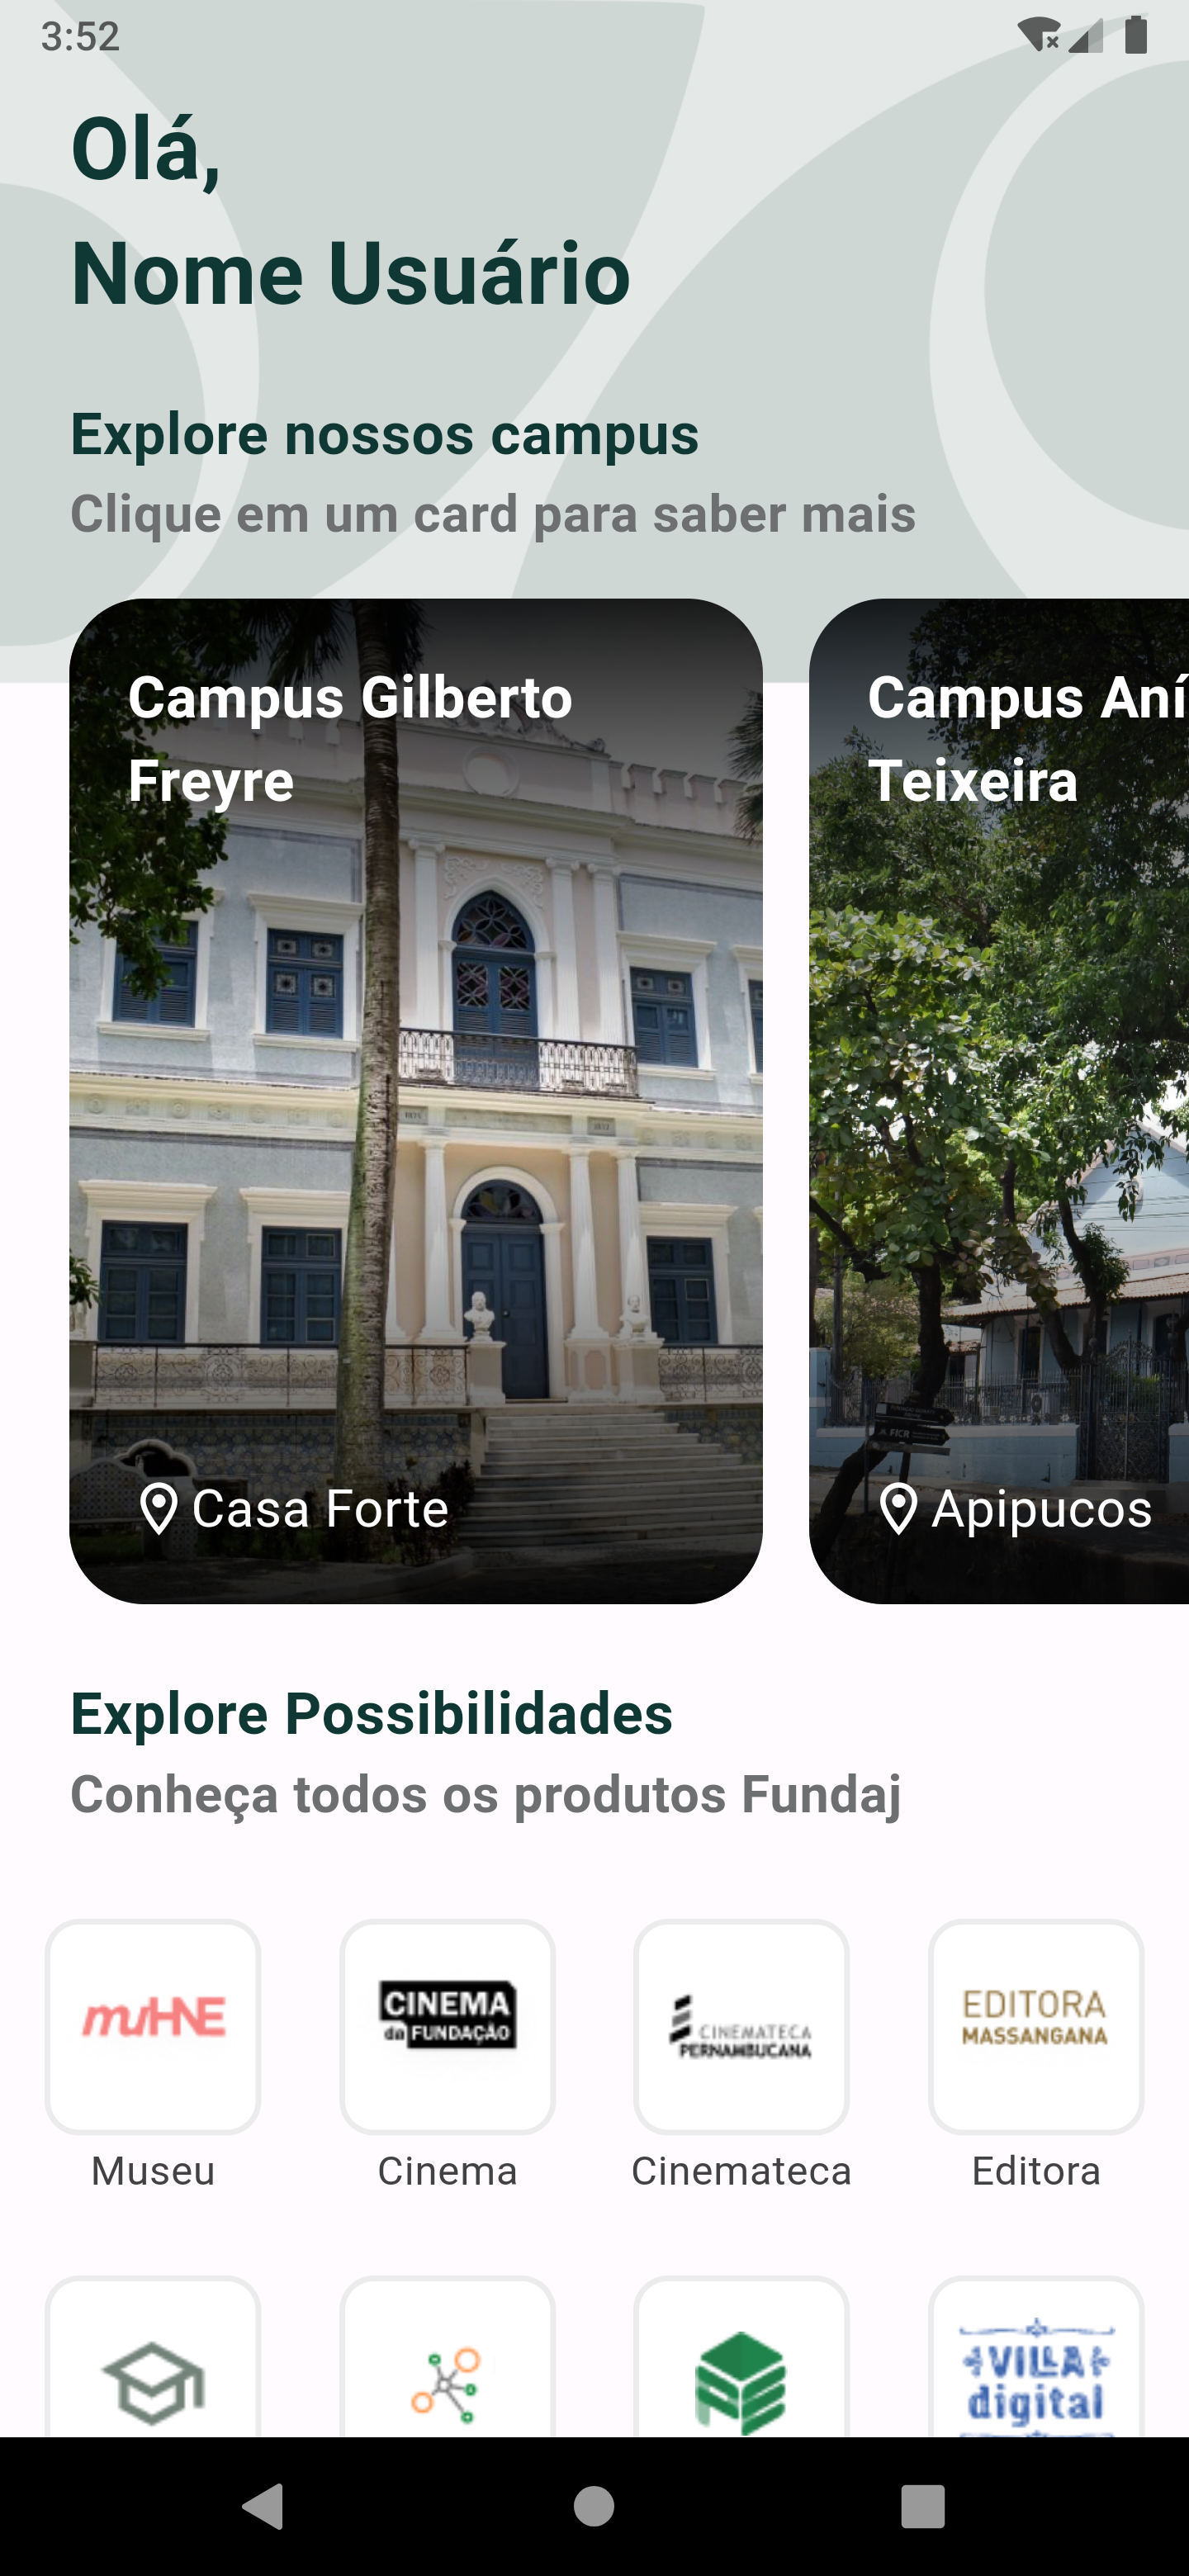 3:52
Olá,
Nome Usuário
Explore nossos campus
Clique em um card para saber mais
Campus Gilberto
Freyre
Casa Forte
Campus Aní
Teixeira
Apipucos
Explore Possibilidades
Conheça todos os produtos Fundaj
muHNE
CINEMA
da FUNDAÇÃO
CINEMATECA
PERNAMBUCANA
EDITORA
MASSANGANA
Museu
Cinema
Cinemateca
Editora
VILLA
digital